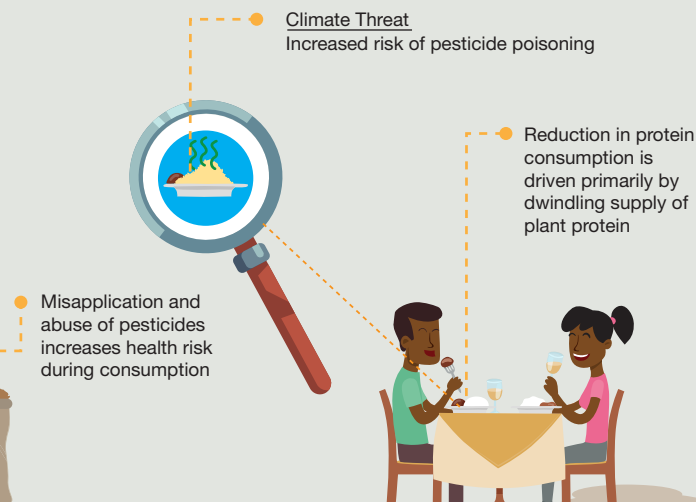 Climate Threat
Increased risk of pesticide poisoning
Reduction in protein
consumption is
driven primarily by
dwindling supply of
plant protein
Misapplication and
abuse of pesticides
increases health risk
during consumption